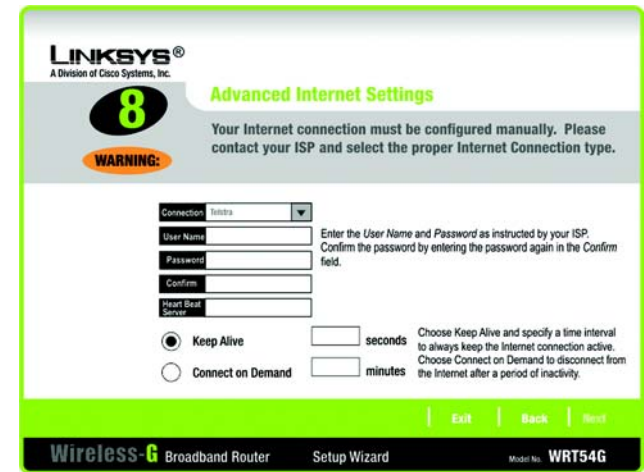 LINKSYS®
A Division of Cisco Systems, Inc.
8
Advanced Internet Settings
WARNING:
Your Internet connection must be configured manually. Please
contact your ISP and select the proper Internet Connection type.
Connection Telstra
User Name
Password
Confirm
Heart Beat
Server
Enter the User Name and Password as instructed by your ISP.
Confirm the password by entering the password again in the Confirm
field.
Keep Alive seconds
Connect on Demand minutes
Choose Keep Alive and specify a time interval
to always keep the Internet connection active.
Choose Connect on Demand to disconnect from
the Internet after a period of inactivity.
Exit Back Next
Wireless-G Broadband Router Setup Wizard Model No. WRT54G